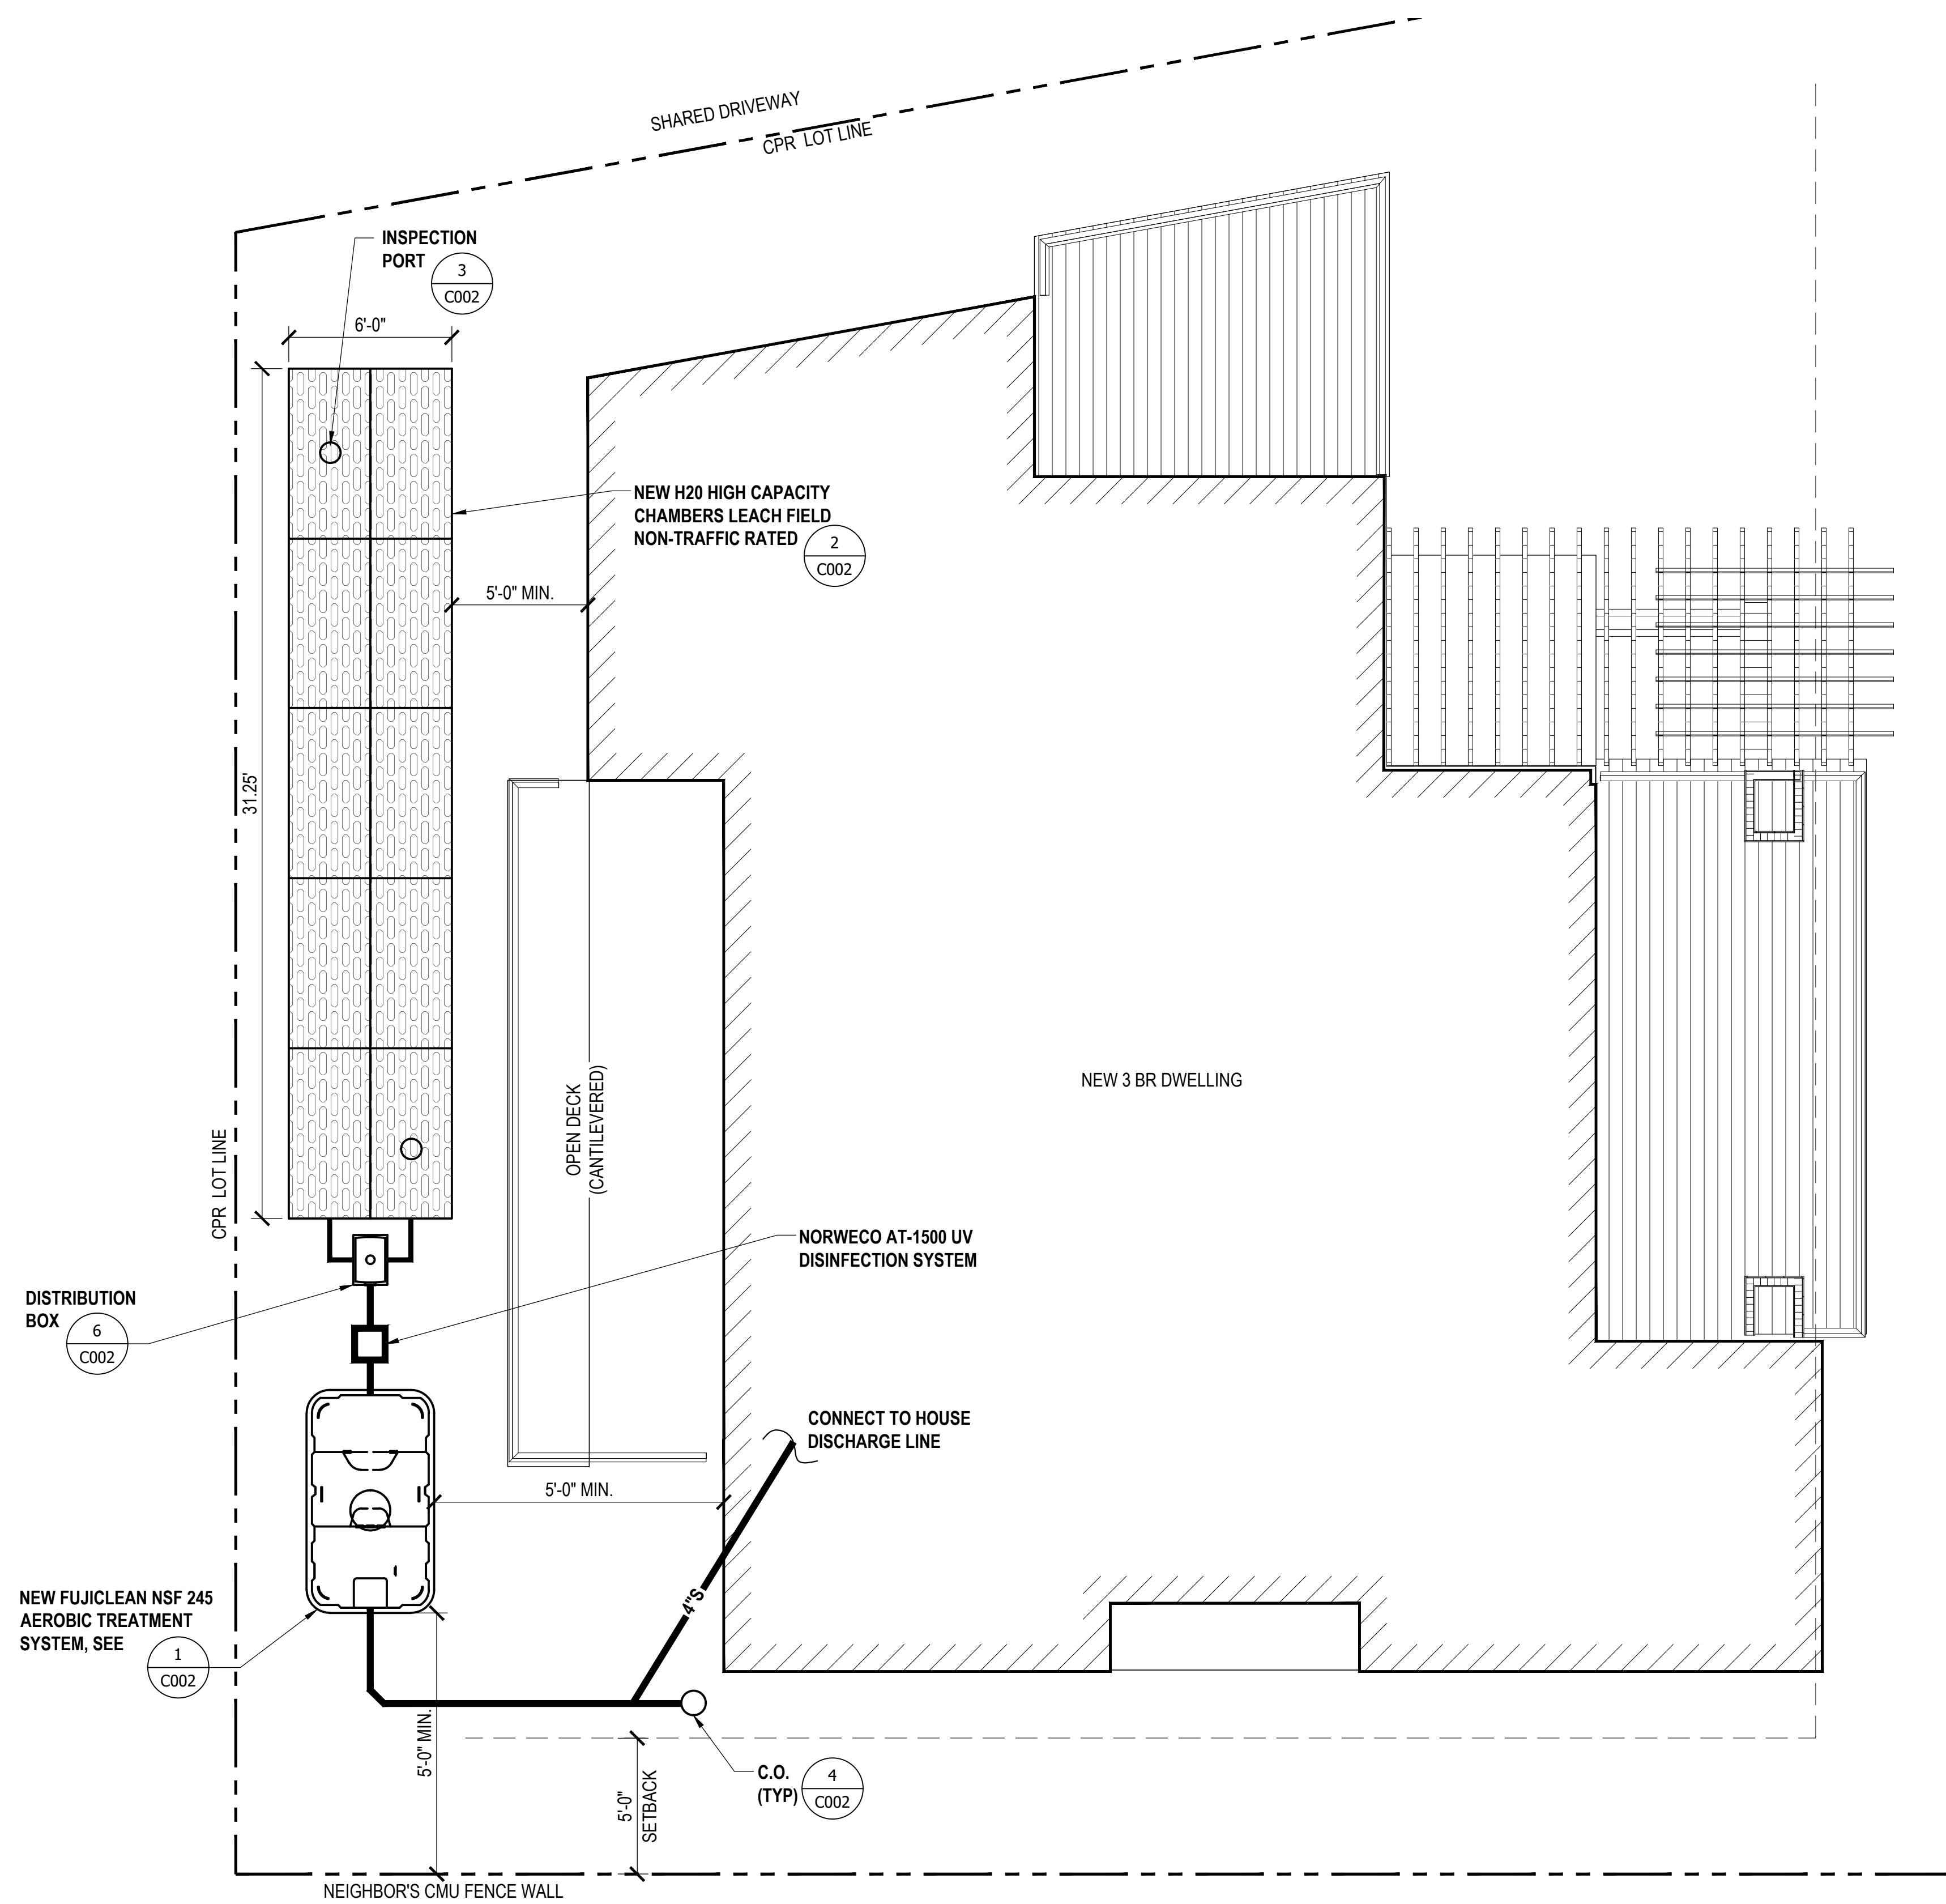 SHARED DRIVEWAY
CPR LOT LINE
INSPECTION
PORT
3
C002
6'-0"
31.25'
NEW H20 HIGH CAPACITY
CHAMBERS LEACH FIELD
NON-TRAFFIC RATED
2
C002
5'-0" MIN.
OPEN DECK
(CANTILEVERED)
NEW 3 BR DWELLING
CPR LOT LINE
NORWECO AT-1500 UV
DISINFECTION SYSTEM
DISTRIBUTION
BOX
6
C002
CONNECT TO HOUSE
DISCHARGE LINE
5'-0" MIN.
4"S
NEW FUJICLEAN NSF 245
AEROBIC TREATMENT
SYSTEM, SEE
1
C002
5'-0" MIN.
C.O.
(TYP)
4
C002
5'-0"
SETBACK
NEIGHBOR'S CMU FENCE WALL